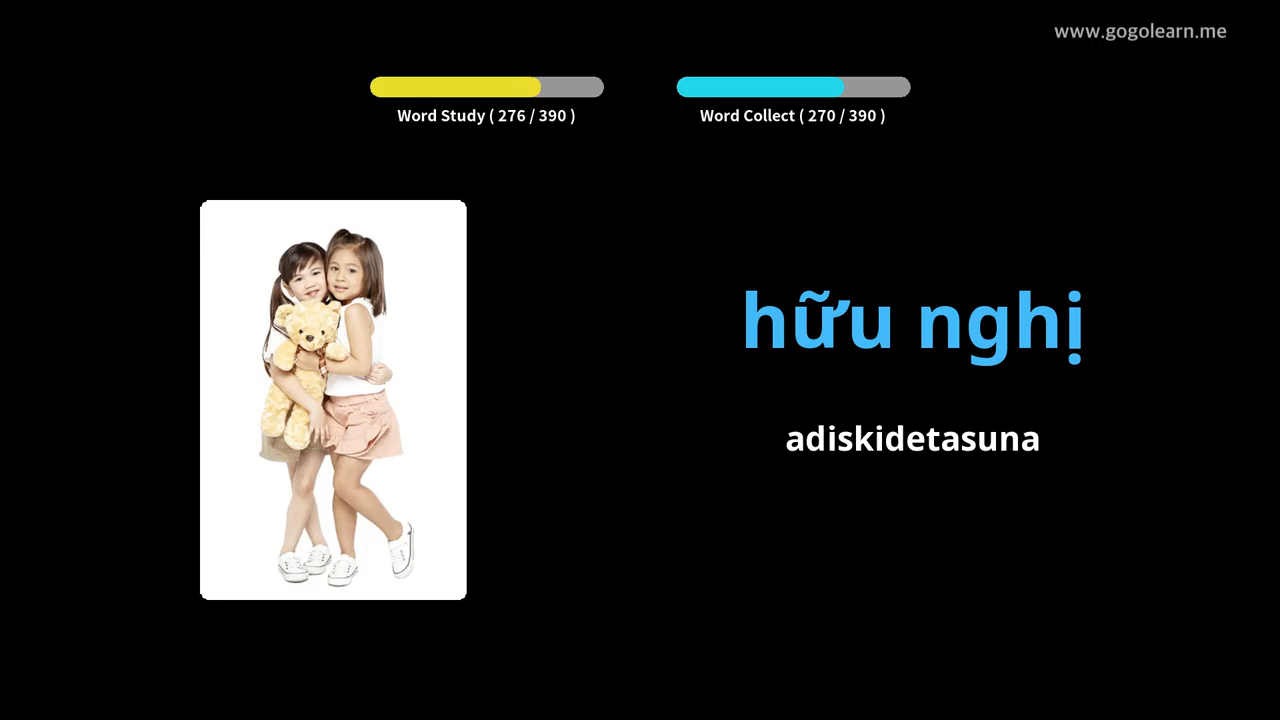 www.gogolearn.me
Word Study ( 276 / 390 )
Word Collect ( 270 / 390 )
hữu nghị
adiskidetasuna